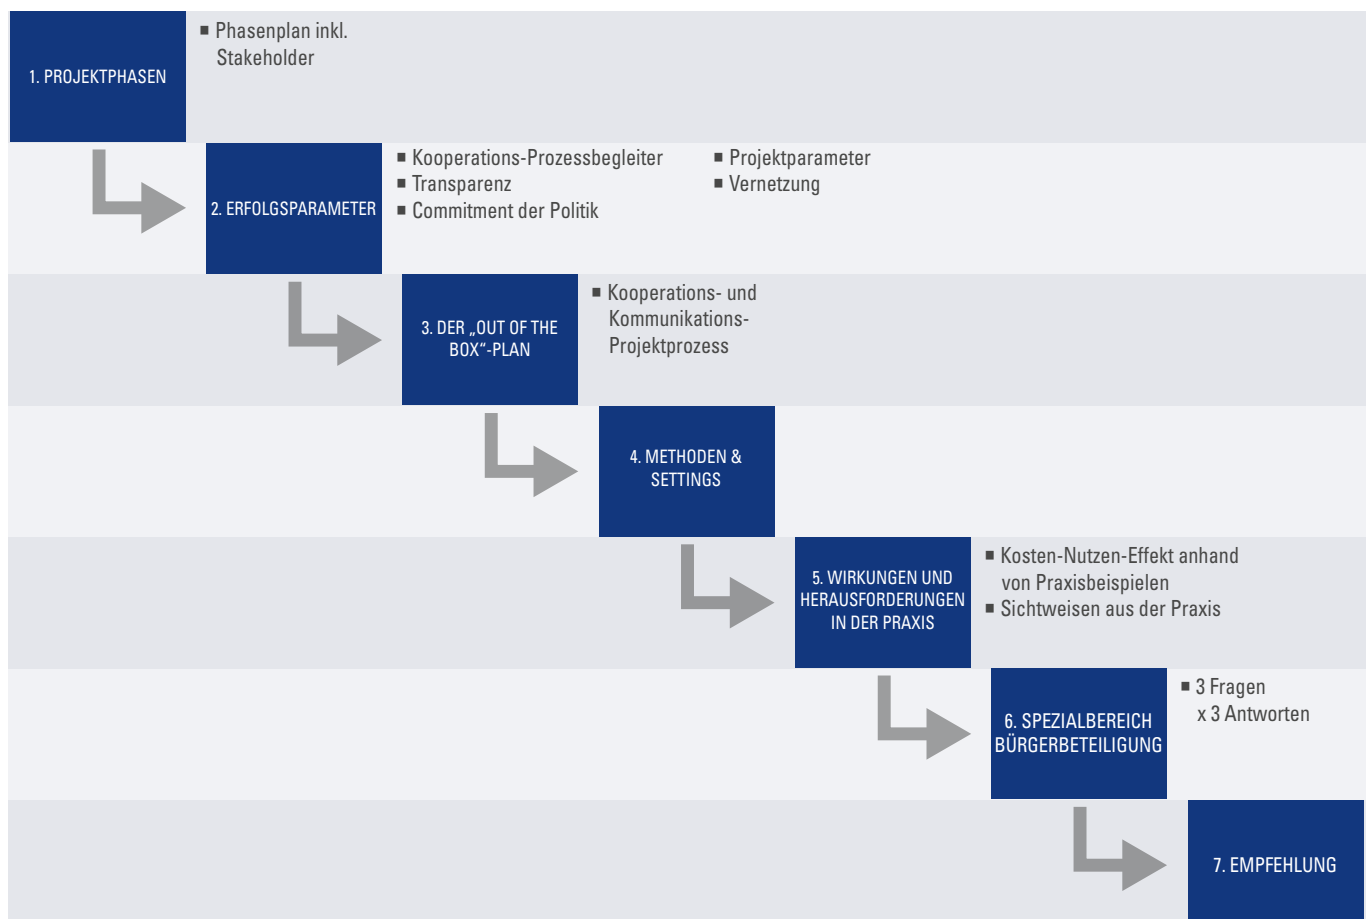 1. PROJEKTPHASEN
▪ Phasenplan inkl.
Stakeholder
2. ERFOLGSPARAMETER
▪ Kooperations-Prozessbegleiter
▪ Transparenz
▪ Commitment der Politik
▪ Projektparameter
▪ Vernetzung
3. DER „OUT OF THE
BOX“-PLAN
▪ Kooperations- und
Kommunikations-
Projektprozess
4. METHODEN &
SETTINGS
5. WIRKUNGEN UND
HERAUSFORDERUNGEN
IN DER PRAXIS
▪ Kosten-Nutzen-Effekt anhand
von Praxisbeispielen
▪ Sichtweisen aus der Praxis
6. SPEZIALBEREICH
BÜRGERBETEILIGUNG
▪ 3 Fragen
x 3 Antworten
7. EMPFEHLUNG